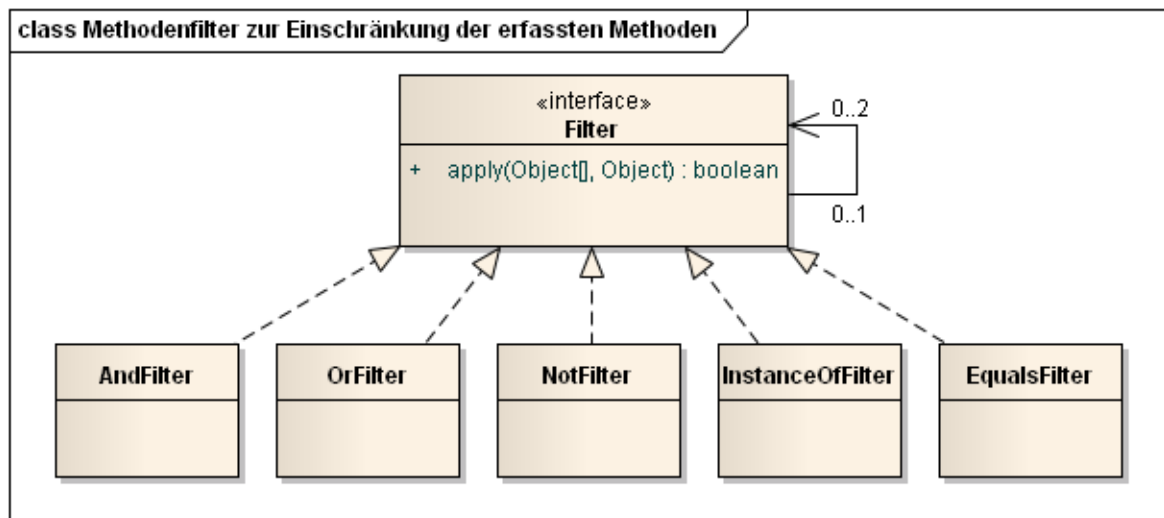 class Methodenfilter zur Einschränkung der erfassten Methoden
«interface»
Filter
+ apply(Object[], Object) : boolean
0..2
0..1
AndFilter
OrFilter
NotFilter
InstanceOfFilter
EqualsFilter